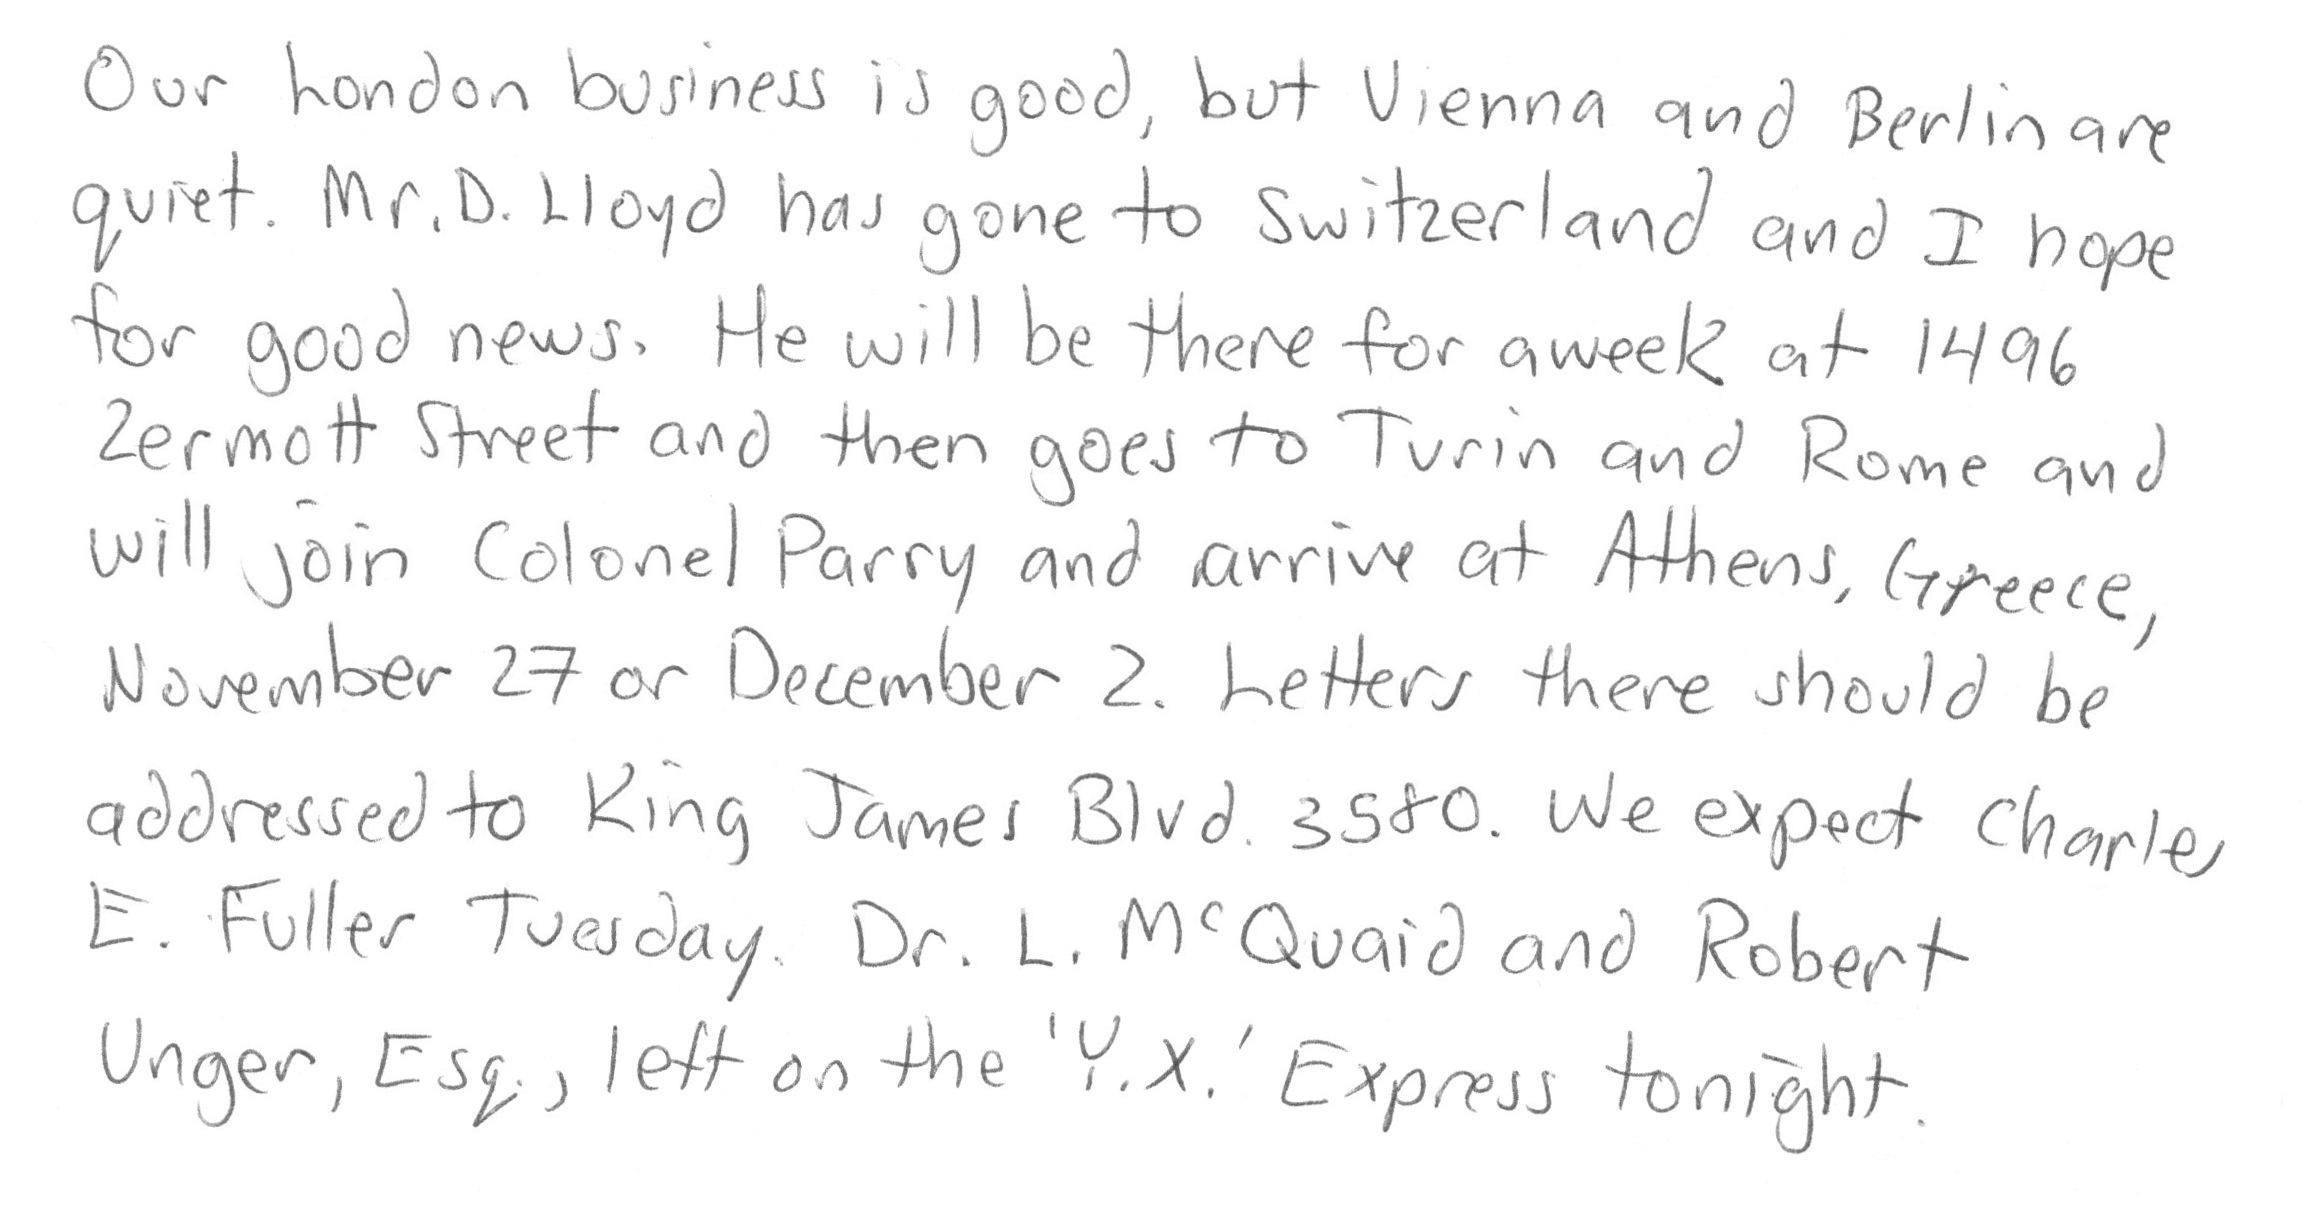 Our London business is good, but Vienna and Berlin are
quiet. Mr. D. Lloyd has gone to Switzerland and I hope
for good news. He will be there for a week at 1496
Zermott Street and then goes to Turin and Rome and
will join Colonel Parry and arrive at Athens, Greece,
November 27 or December 2. Letters there should be
addressed to King James Blvd. 3580. We expect Charles
E. Fuller Tuesday. Dr. L. McQuaid and Robert
Unger, Esq., left on the 'Y.X.' Express tonight.